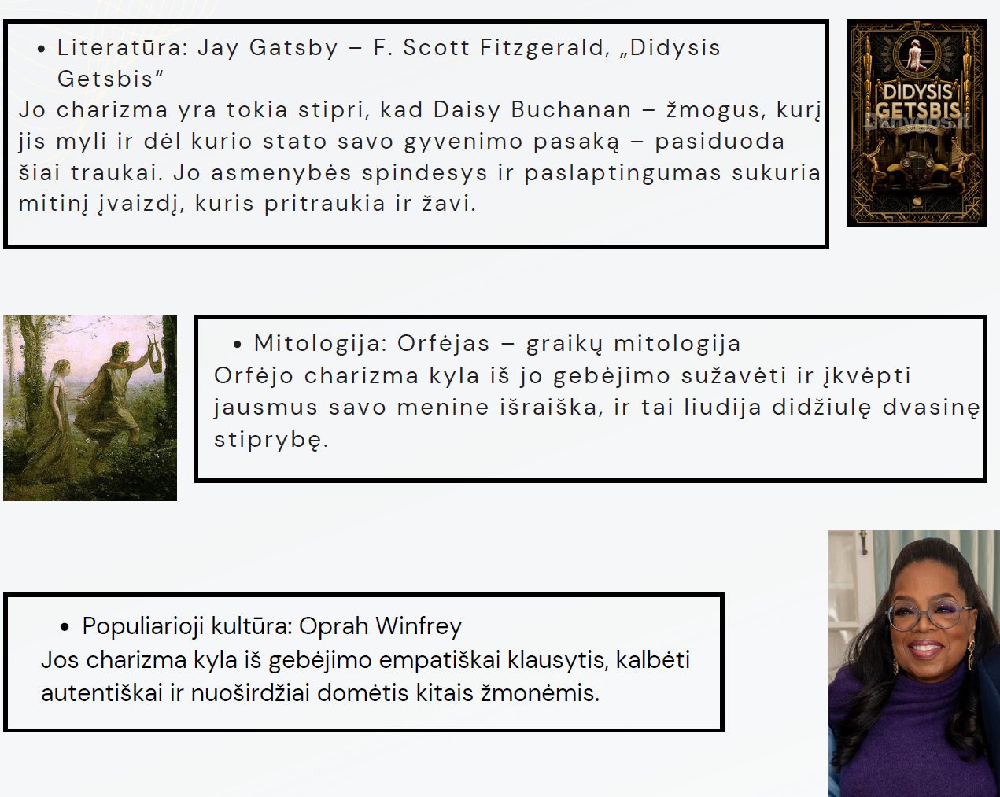 • Literatūra: Jay Gatsby – F. Scott Fitzgerald, „Didysis
Getsbis“
Jo charizma yra tokia stipri, kad Daisy Buchanan – žmogus, kurį
jis myli ir dėl kurio stato savo gyvenimo pasaką – pasiduoda
šiai traukai. Jo asmenybės spindesys ir paslaptingumas sukuria
mitinį įvaizdį, kuris pritraukia ir žavi.
DIDYSIS
GETSBIS
• Mitologija: Orfėjas – graikų mitologija
Orfėjo charizma kyla iš jo gebėjimo sužavėti ir įkvėpti
jausmus savo menine išraiška, ir tai liudija didžiulę dvasinę
stiprybę.
• Populiarioji kultūra: Oprah Winfrey
Jos charizma kyla iš gebėjimo empatiškai klausytis, kalbėti
autentiškai ir nuoširdžiai domėtis kitais žmonėmis.